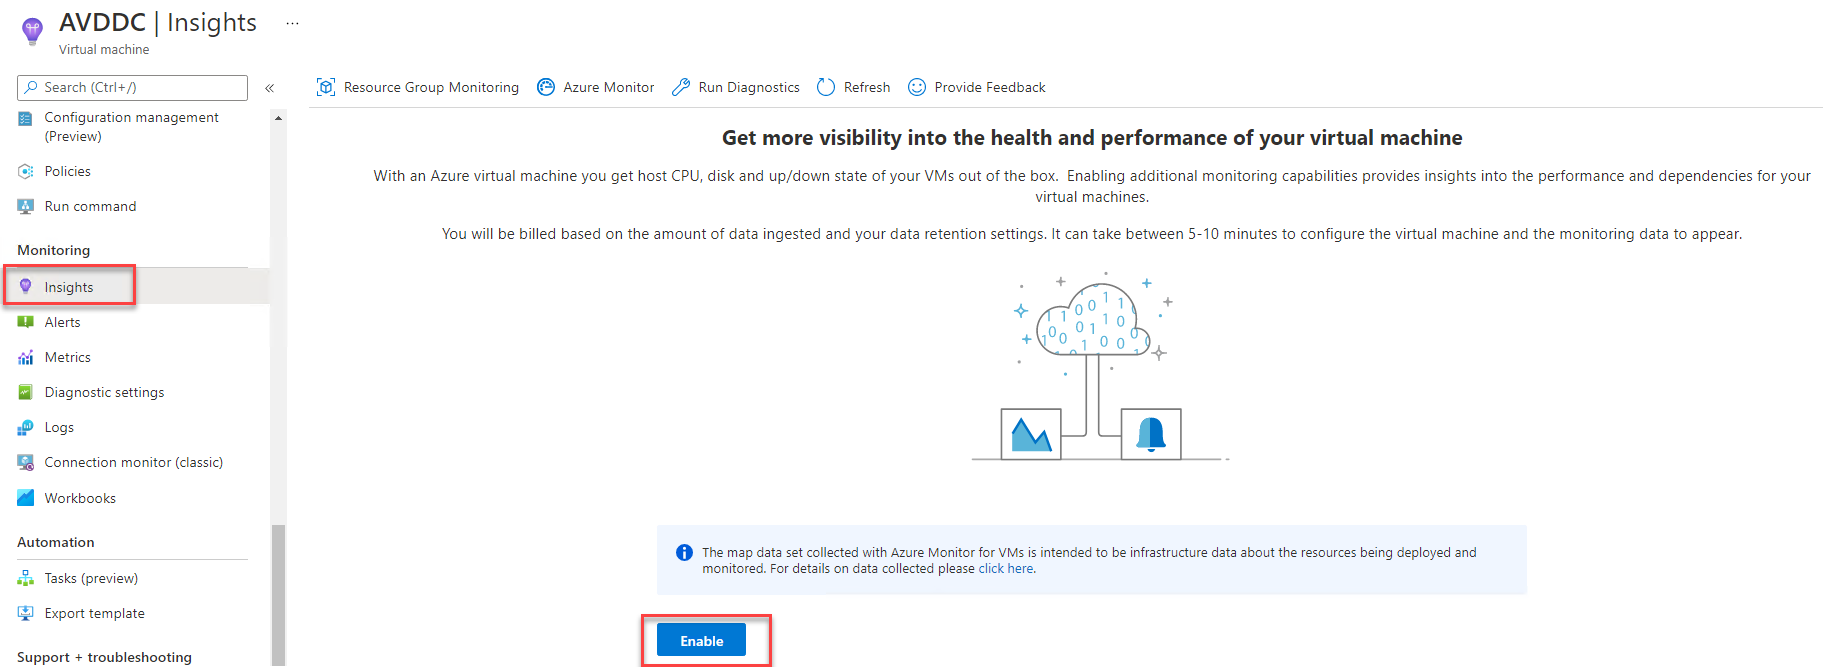 AVDDC | Insights ...
Virtual machine
Search (Ctrl+/)
«
Configuration management
(Preview)
Policies
Run command
Monitoring
Insights
Alerts
Metrics
Diagnostic settings
Logs
Connection monitor (classic)
Workbooks
Automation
Tasks (preview)
Export template
Support + troubleshooting
Resource Group Monitoring
Azure Monitor
Run Diagnostics
Refresh
Provide Feedback
Get more visibility into the health and performance of your virtual machine
With an Azure virtual machine you get host CPU, disk and up/down state of your VMs out of the box. Enabling additional monitoring capabilities provides insights into the performance and dependencies for your
virtual machines.
You will be billed based on the amount of data ingested and your data retention settings. It can take between 5-10 minutes to configure the virtual machine and the monitoring data to appear.
The map data set collected with Azure Monitor for VMs is intended to be infrastructure data about the resources being deployed and
monitored. For details on data collected please click here.
Enable